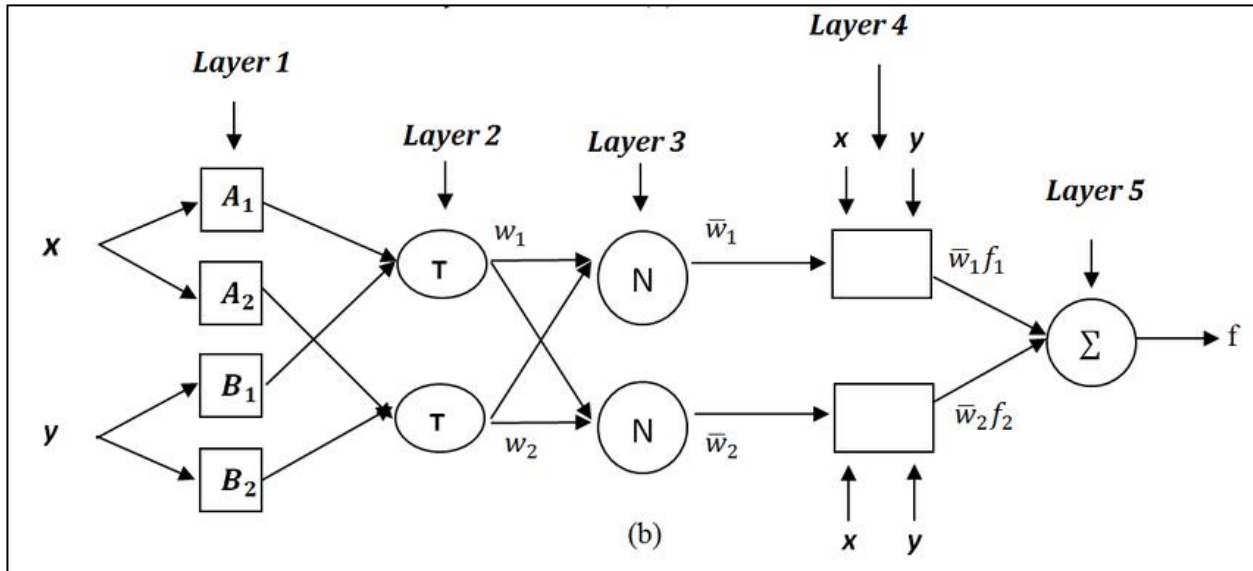 Layer 4
Layer 1
Layer 2
Layer 3
x y
Layer 5
A₁
w₁
w̅₁
x
T
N
w̅₁f₁
A₂
Σ
f
B₁
w̅₂f₂
y
T
N
w₂
w̅₂
B₂
(b)
x y